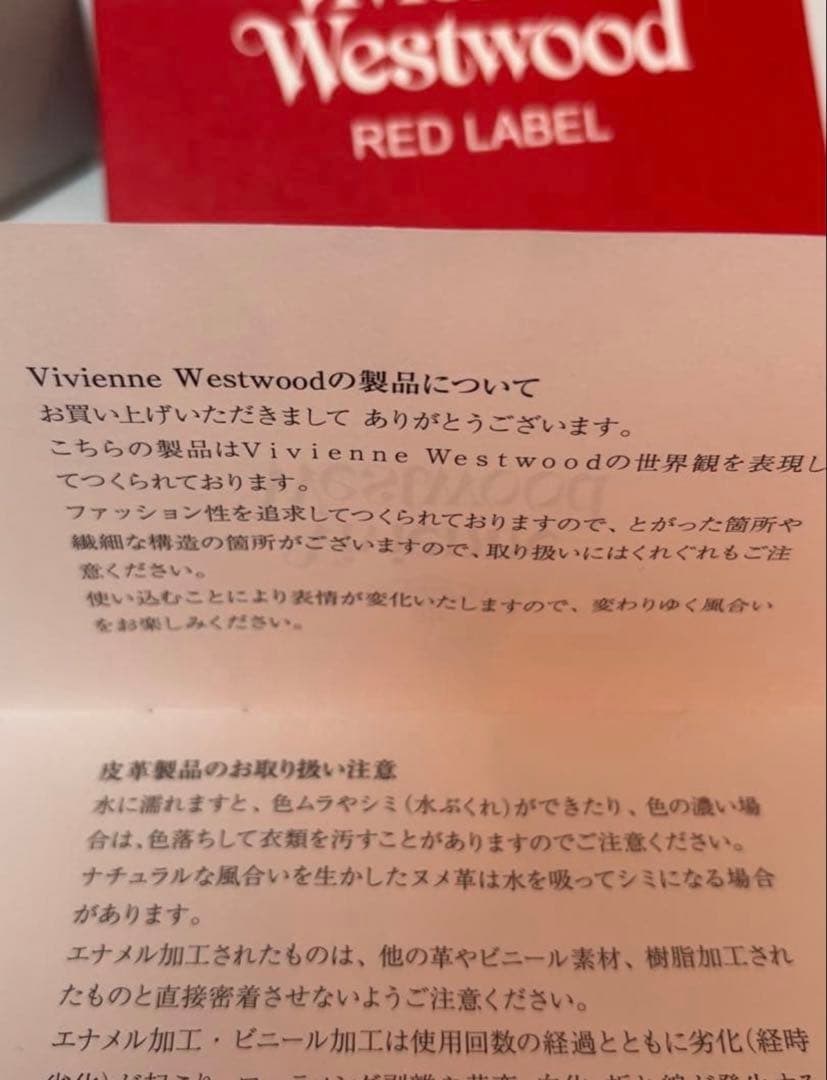 Westwood
RED LABEL
Vivienne Westwoodの製品について
お買い上げいただきまして ありがとうございます。
こちらの製品はVivienne Westwoodの世界観を表現し
てつくられております。
ファッション性を追求してつくられておりますので、とがった箇所や
繊細な構造の箇所がございますので、取り扱いにはくれぐれもご注
意ください。
使い込むことにより表情が変化いたしますので、変わりゆく風合い
をお楽しみください。
皮革製品のお取り扱い注意
水に濡れますと、色ムラやシミ(水ぶくれ)ができたり、色の濃い場
合は、色落ちして衣類を汚すことがありますのでご注意ください。
ナチュラルな風合いを生かしたヌメ革は水を吸ってシミになる場合
があります。
エナメル加工されたものは、他の革やビニール素材、樹脂加工され
たものと直接密着させないようご注意ください。
エナメル加工・ビニール加工は使用回数の経過とともに劣化(経時